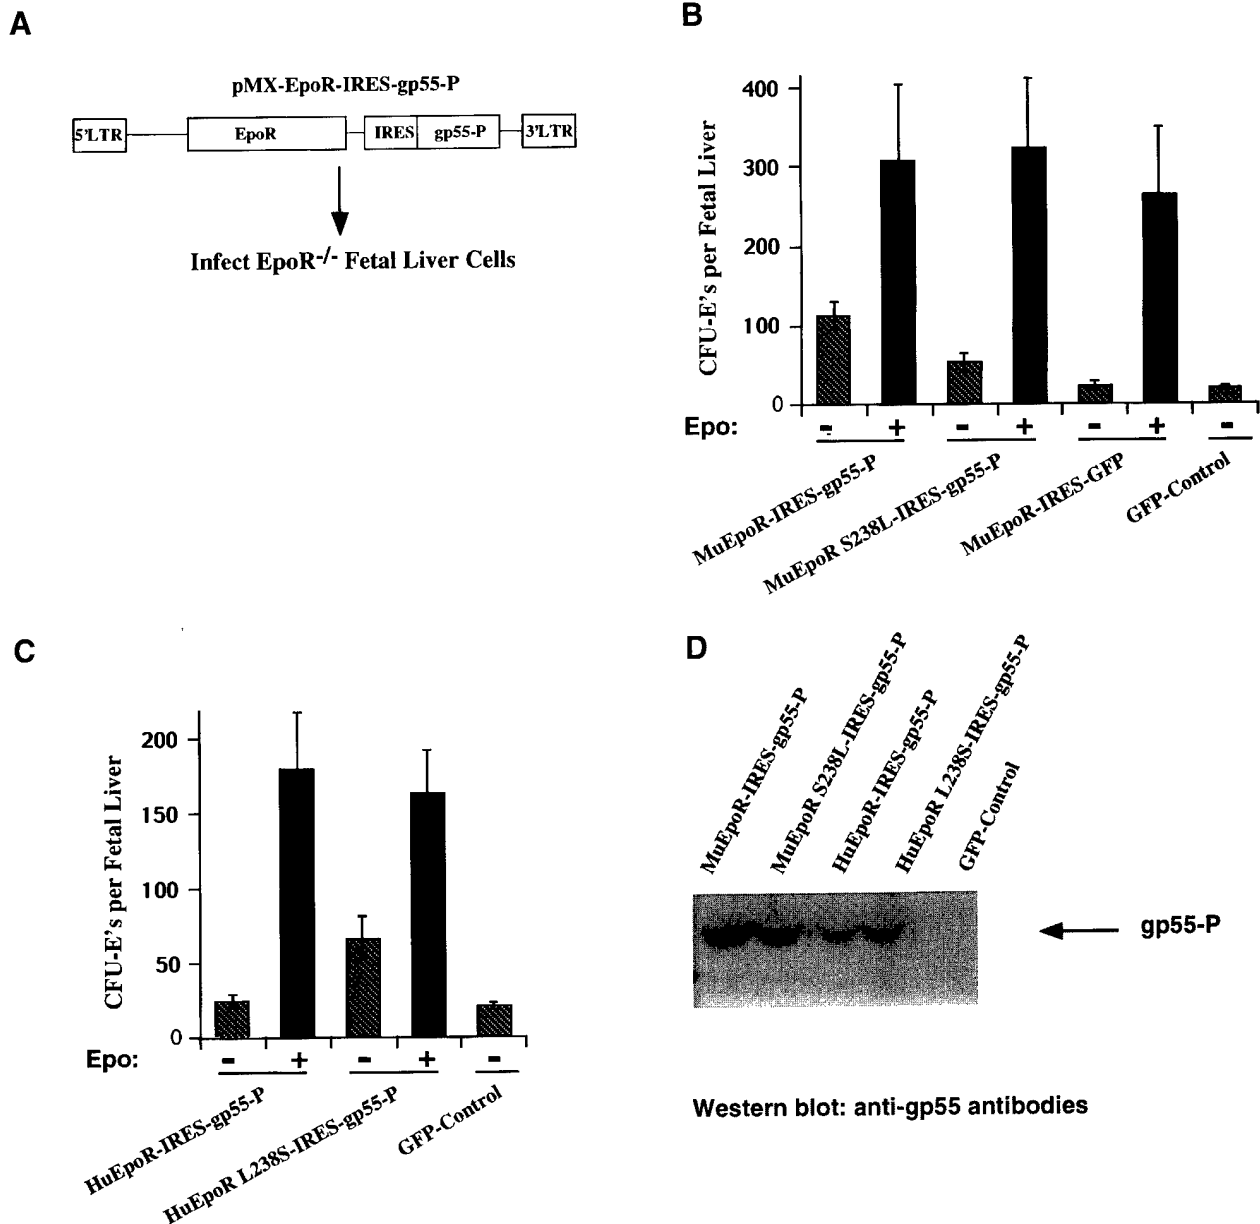 A
pMX-EpoR-IRES-gp55-P
5'LTR
EpoR
IRES
gp55-P
3'LTR
Infect EpoR-/- Fetal Liver Cells
B
CFU-E's per Fetal Liver
400
300
200
100
0
Epo:
-
+
-
+
-
+
-
MuEpoR-IRES-gp55-P
MuEpoR S238L-IRES-gp55-P
MuEpoR-IRES-GFP
GFP-Control
C
CFU-E's per Fetal Liver
200
150
100
50
0
Epo:
-
+
-
+
-
HuEpoR-IRES-gp55-P
HuEpoR L238S-IRES-gp55-P
GFP-Control
D
MuEpoR-IRES-gp55-P
MuEpoR S238L-IRES-gp55-P
HuEpoR-IRES-gp55-P
HuEpoR L238S-IRES-gp55-P
GFP-Control
gp55-P
Western blot: anti-gp55 antibodies